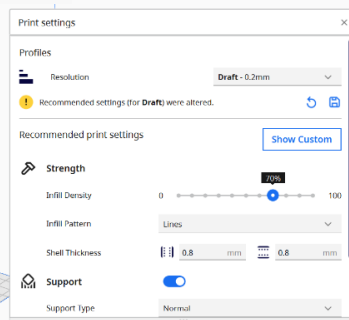 Print settings
Profiles
Resolution Draft - 0.2mm
Recommended settings (for Draft) were altered.
Recommended print settings Show Custom
Strength
70%
Infill Density 0 100
Infill Pattern Lines
Shell Thickness 0.8 mm 0.8 mm
Support
Support Type Normal